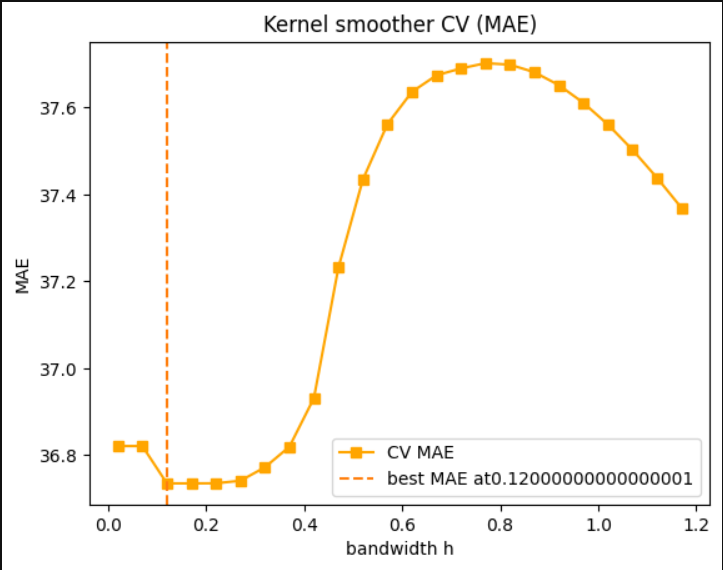 Kernel smoother CV (MAE)
37.6
37.4
37.2
37.0
36.8
MAE
CV MAE
best MAE at0.12000000000000001
0.0 0.2 0.4 0.6 0.8 1.0 1.2
bandwidth h